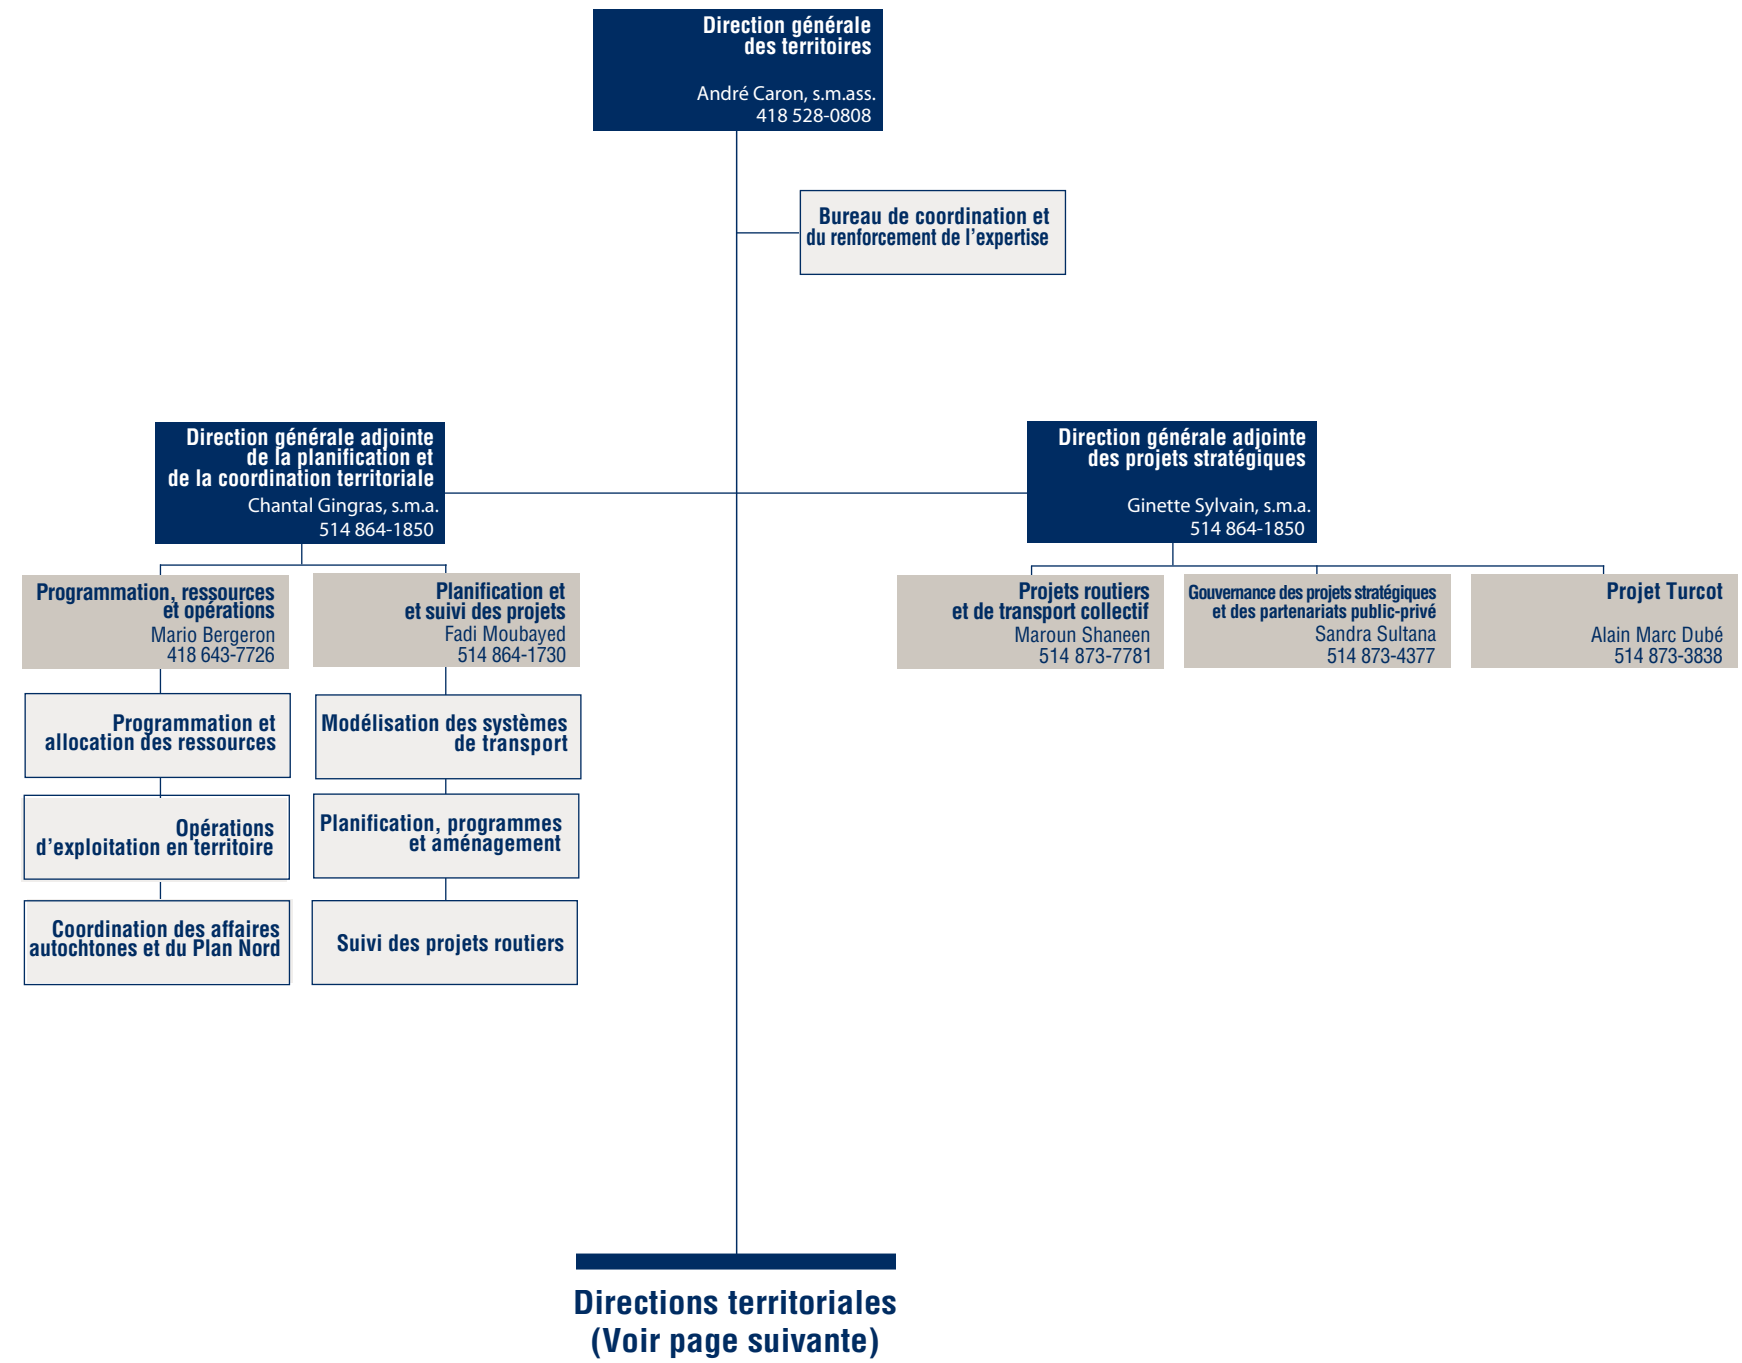 Direction générale
des territoires
André Caron, s.m.ass.
418 528-0808
Bureau de coordination et
du renforcement de l’expertise
Direction générale adjointe
de la planification et
de la coordination territoriale
Chantal Gingras, s.m.a.
514 864-1850
Direction générale adjointe
des projets stratégiques
Ginette Sylvain, s.m.a.
514 864-1850
Programmation, ressources
et opérations
Mario Bergeron
418 643-7726
Planification et
et suivi des projets
Fadi Moubayed
514 864-1730
Projets routiers
et de transport collectif
Maroun Shaneen
514 873-7781
Gouvernance des projets stratégiques
et des partenariats public-privé
Sandra Sultana
514 873-4377
Projet Turcot
Alain Marc Dubé
514 873-3838
Programmation et
allocation des ressources
Modélisation des systèmes
de transport
Opérations
d’exploitation en territoire
Planification, programmes
et aménagement
Coordination des affaires
autochtones et du Plan Nord
Suivi des projets routiers
Directions territoriales
(Voir page suivante)